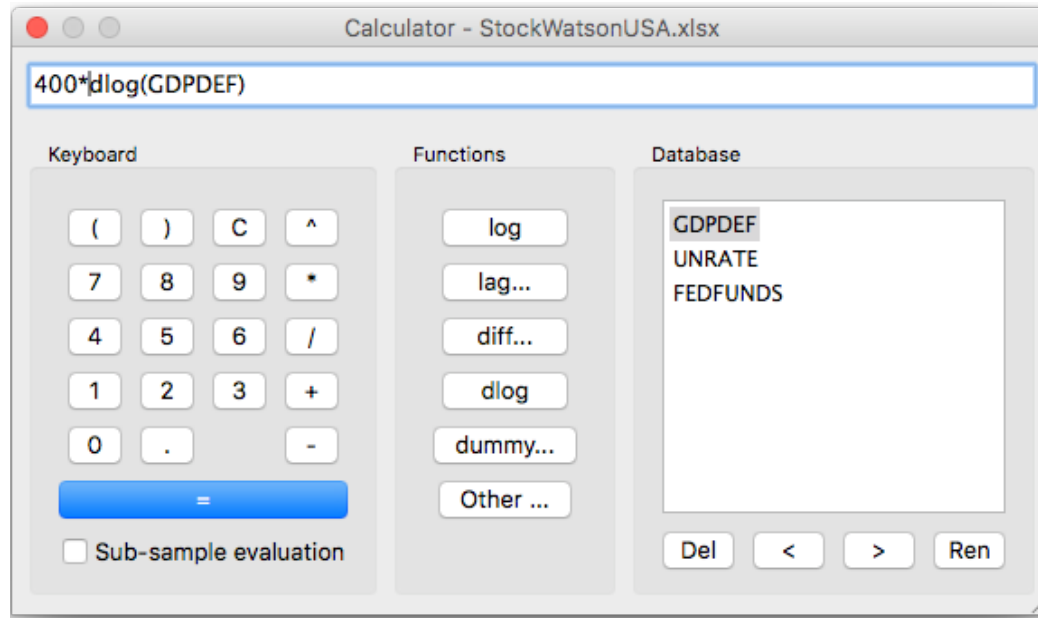 Calculator - StockWatsonUSA.xlsx
400*dlog(GDPDEF)
Keyboard
( ) C ^
7 8 9 *
4 5 6 /
1 2 3 +
0 . -
=
Sub-sample evaluation
Functions
log
lag...
diff...
dlog
dummy...
Other ...
Database
GDPDEF
UNRATE
FEDFUNDS
Del < > Ren